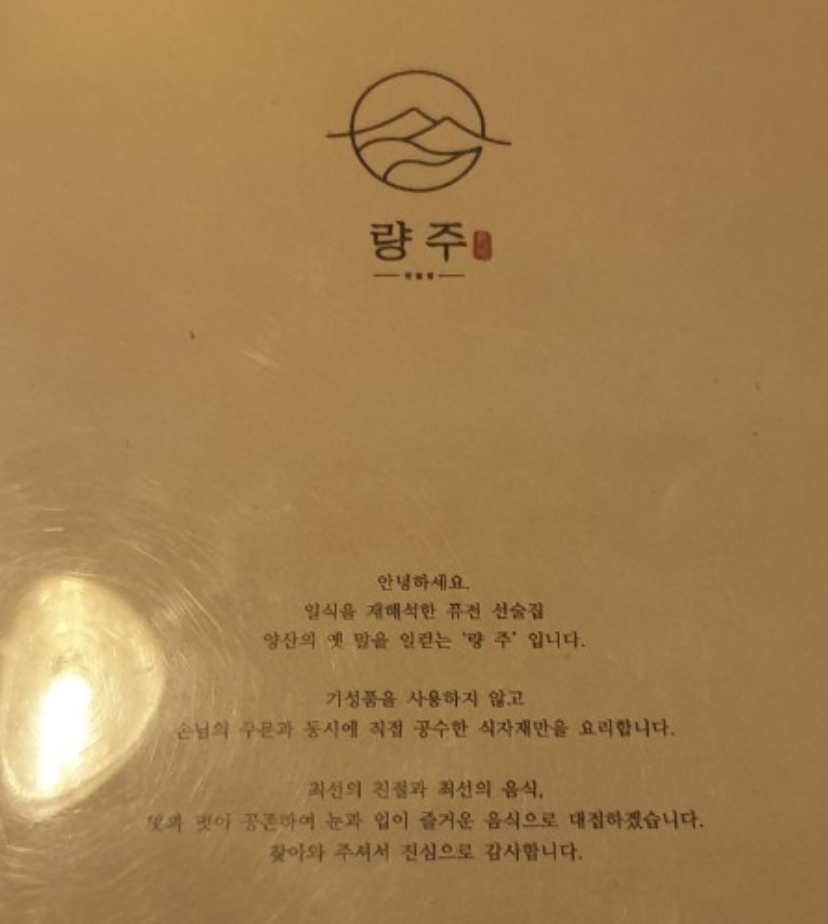 량 주
안녕하세요.
일식을 재해석한 퓨전 선술집
양산의 옛 말을 일컫는 '량 주' 입니다.
기성품을 사용하지 않고
손님의 주문과 동시에 직접 공수한 식자재만을 요리합니다.
최선의 친절과 최선의 음식,
맛과 멋이 공존하여 눈과 입이 즐거운 음식으로 대접하겠습니다.
찾아와 주셔서 진심으로 감사합니다.